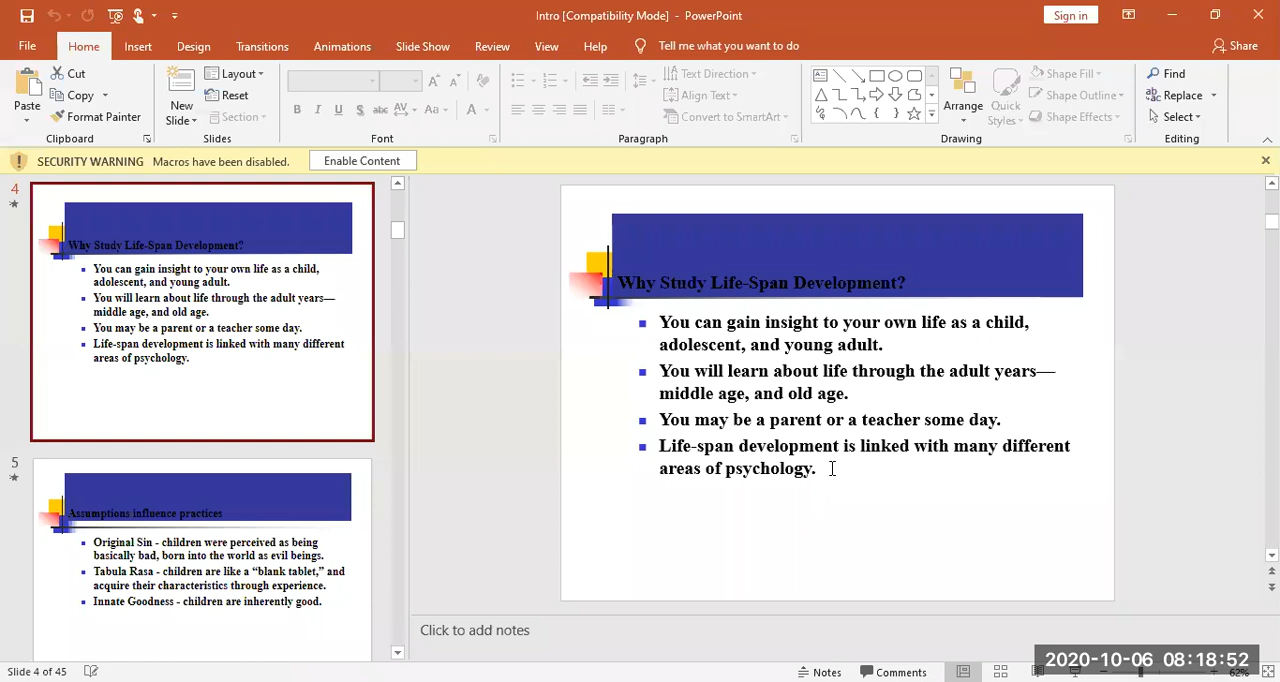 Intro [Compatibility Mode] - PowerPoint
Sign in
File Home Insert Design Transitions Animations Slide Show Review View Help Tell me what you want to do Share
Paste
Cut
Copy
Format Painter
Clipboard
New Slide
Layout
Reset
Section
Slides
B I U S abc AV Aa A
Font
Text Direction
Align Text
Convert to SmartArt
Paragraph
Arrange
Quick Styles
Shape Fill
Shape Outline
Shape Effects
Drawing
Find
Replace
Select
Editing
SECURITY WARNING Macros have been disabled. Enable Content
4
Why Study Life-Span Development?
You can gain insight to your own life as a child,
adolescent, and young adult.
You will learn about life through the adult years—
middle age, and old age.
You may be a parent or a teacher some day.
Life-span development is linked with many different
areas of psychology.
5
Assumptions influence practices
Original Sin - children were perceived as being
basically bad, born into the world as evil beings.
Tabula Rasa - children are like a “blank tablet,” and
acquire their characteristics through experience.
Innate Goodness - children are inherently good.
Why Study Life-Span Development?
You can gain insight to your own life as a child,
adolescent, and young adult.
You will learn about life through the adult years—
middle age, and old age.
You may be a parent or a teacher some day.
Life-span development is linked with many different
areas of psychology.
Click to add notes
2020-10-06 08:18:52
Slide 4 of 45
Notes Comments 62%